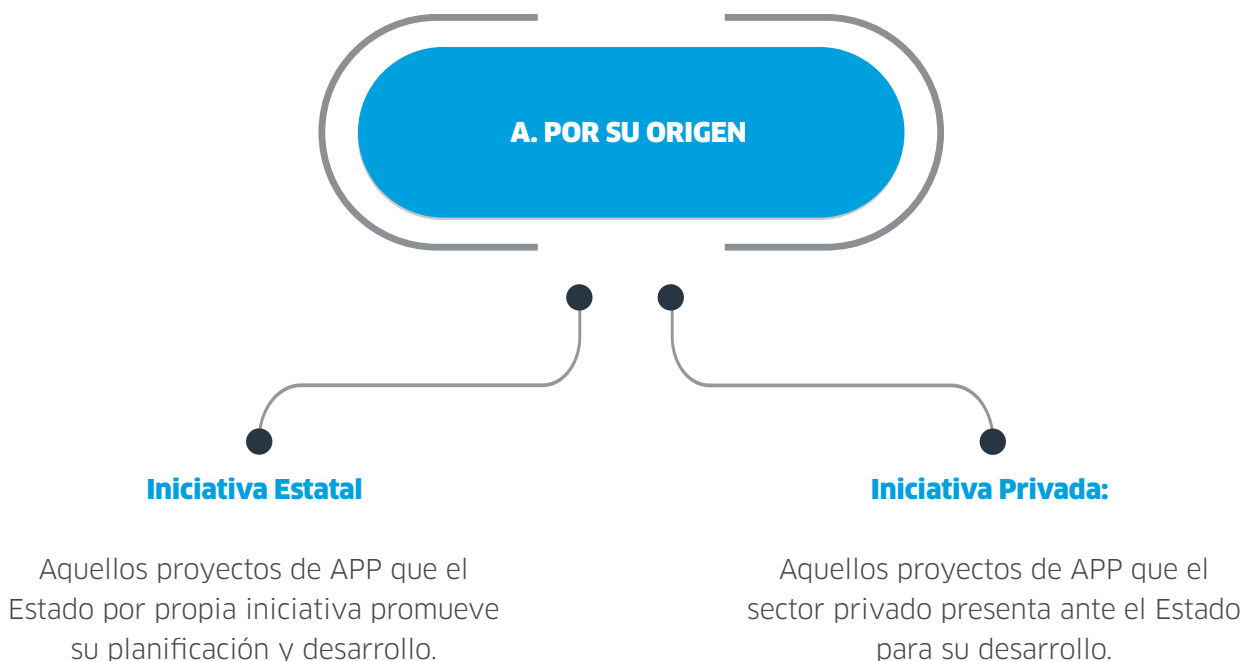 A. POR SU ORIGEN
Iniciativa Estatal
Aquellos proyectos de APP que el
Estado por propia iniciativa promueve
su planificación y desarrollo.
Iniciativa Privada:
Aquellos proyectos de APP que el
sector privado presenta ante el Estado
para su desarrollo.